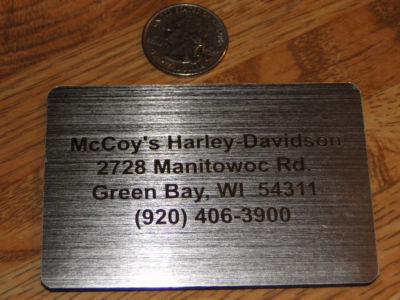 McCoy's Harley-Davidson
2728 Manitowoc Rd.
Green Bay, WI 54311
(920) 406-3900